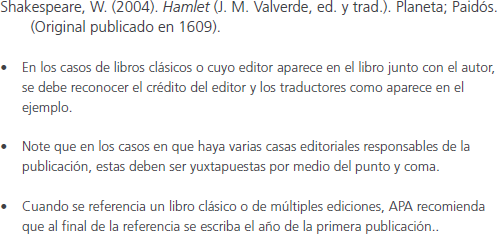 Shakespeare, W. (2004). Hamlet (J. M. Valverde, ed. y trad.). Planeta; Paidós.
(Original publicado en 1609).
• En los casos de libros clásicos o cuyo editor aparece en el libro junto con el autor,
se debe reconocer el crédito del editor y los traductores como aparece en el
ejemplo.
• Note que en los casos en que haya varias casas editoriales responsables de la
publicación, estas deben ser yuxtapuestas por medio del punto y coma.
• Cuando se referencia un libro clásico o de múltiples ediciones, APA recomienda
que al final de la referencia se escriba el año de la primera publicación..